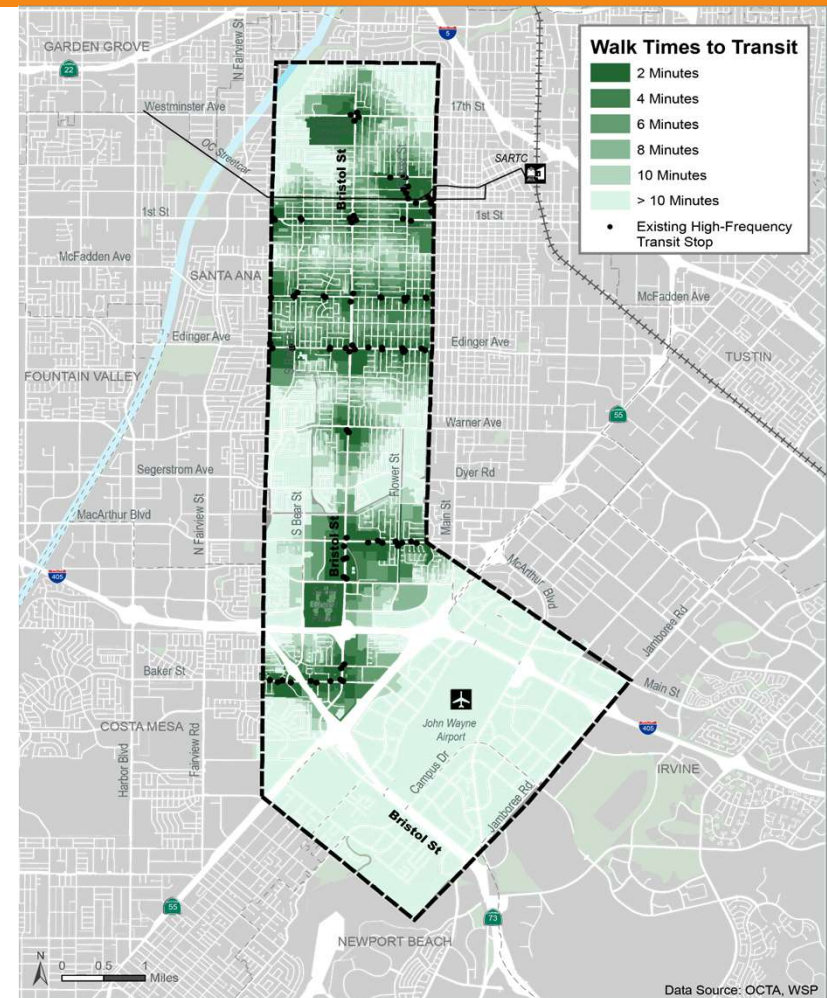 GARDEN GROVE
22
N Fairview St
5
Walk Times to Transit
2 Minutes
4 Minutes
6 Minutes
8 Minutes
10 Minutes
> 10 Minutes
Existing High-Frequency
Transit Stop
Westminster Ave
17th St
OC Streetcar
Bristol St
SARTC
1st St
1st St
McFadden Ave
SANTA ANA
McFadden Ave
Edinger Ave
Edinger Ave
TUSTIN
FOUNTAIN VALLEY
55
Warner Ave
Segerstrom Ave
Dyer Rd
Flower St
S Bear St
Main St
N Fairview St
MacArthur Blvd
Bristol St
McArthur Blvd
405
Jamboree Rd
Baker St
Main St
John Wayne
Airport
COSTA MESA
405
Harbor Blvd
Fairview Rd
Campus Dr
IRVINE
Jamboree Rd
Bristol St
55
73
NEWPORT BEACH
N
0 0.5 1
Miles
Data Source: OCTA, WSP